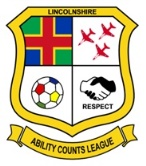 LINCOLNSHIRE
RESPECT
ABILITY COUNTS LEAGUE